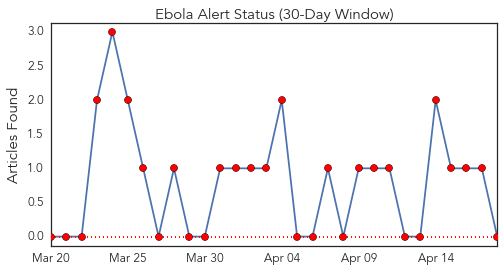 Ebola Alert Status (30-Day Window)
Articles Found
3.0
2.5
2.0
1.5
1.0
0.5
0.0
Mar 20 Mar 25 Mar 30 Apr 04 Apr 09 Apr 14